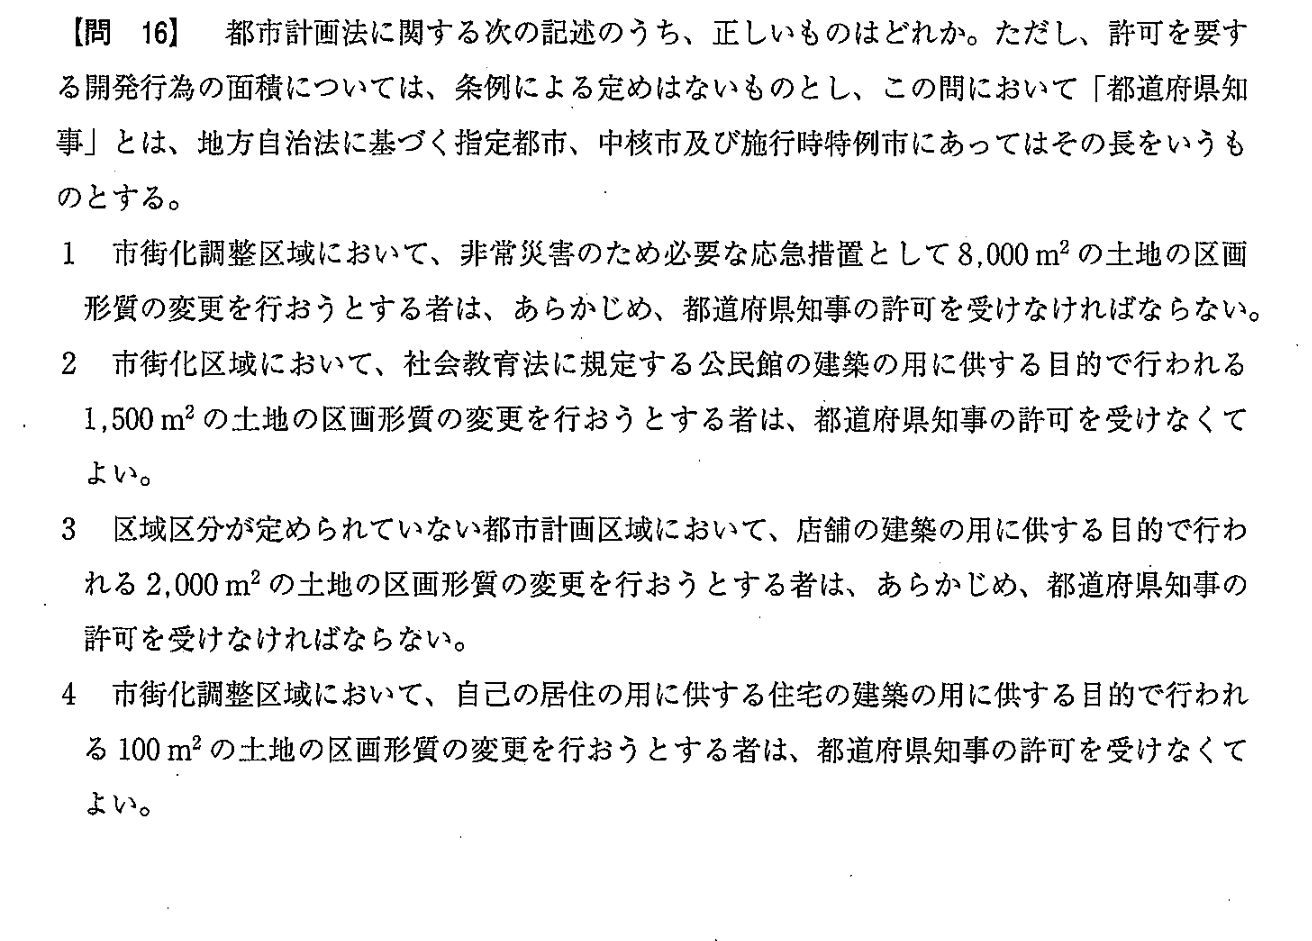 【問　16】　都市計画法に関する次の記述のうち、正しいものはどれか。ただし、許可を要す
る開発行為の面積については、条例による定めはないものとし、この問において「都道府県知
事」とは、地方自治法に基づく指定都市、中核市及び施行時特例市にあってはその長をいうも
のとする。
1　市街化調整区域において、非常災害のため必要な応急措置として 8,000 m² の土地の区画
形質の変更を行おうとする者は、あらかじめ、都道府県知事の許可を受けなければならない。
2　市街化区域において、社会教育法に規定する公民館の建築の用に供する目的で行われる
1,500 m² の土地の区画形質の変更を行おうとする者は、都道府県知事の許可を受けなくて
よい。
3　区域区分が定められていない都市計画区域において、店舗の建築の用に供する目的で行わ
れる 2,000 m² の土地の区画形質の変更を行おうとする者は、あらかじめ、都道府県知事の
許可を受けなければならない。
4　市街化調整区域において、自己の居住の用に供する住宅の建築の用に供する目的で行われ
る 100 m² の土地の区画形質の変更を行おうとする者は、都道府県知事の許可を受けなくて
よい。